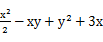 x²/2 − xy + y² + 3x